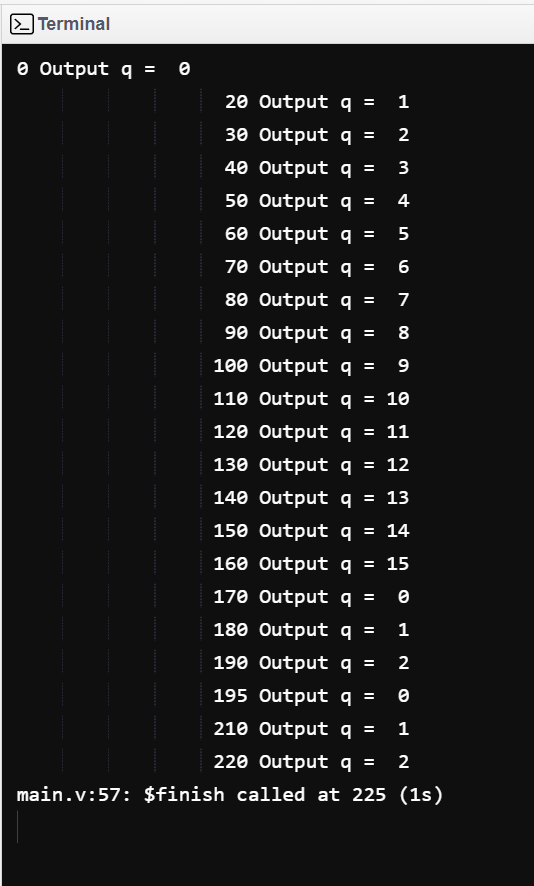 Terminal
0 Output q =  0
                  20 Output q =  1
                  30 Output q =  2
                  40 Output q =  3
                  50 Output q =  4
                  60 Output q =  5
                  70 Output q =  6
                  80 Output q =  7
                  90 Output q =  8
                 100 Output q =  9
                 110 Output q = 10
                 120 Output q = 11
                 130 Output q = 12
                 140 Output q = 13
                 150 Output q = 14
                 160 Output q = 15
                 170 Output q =  0
                 180 Output q =  1
                 190 Output q =  2
                 195 Output q =  0
                 210 Output q =  1
                 220 Output q =  2
main.v:57: $finish called at 225 (1s)